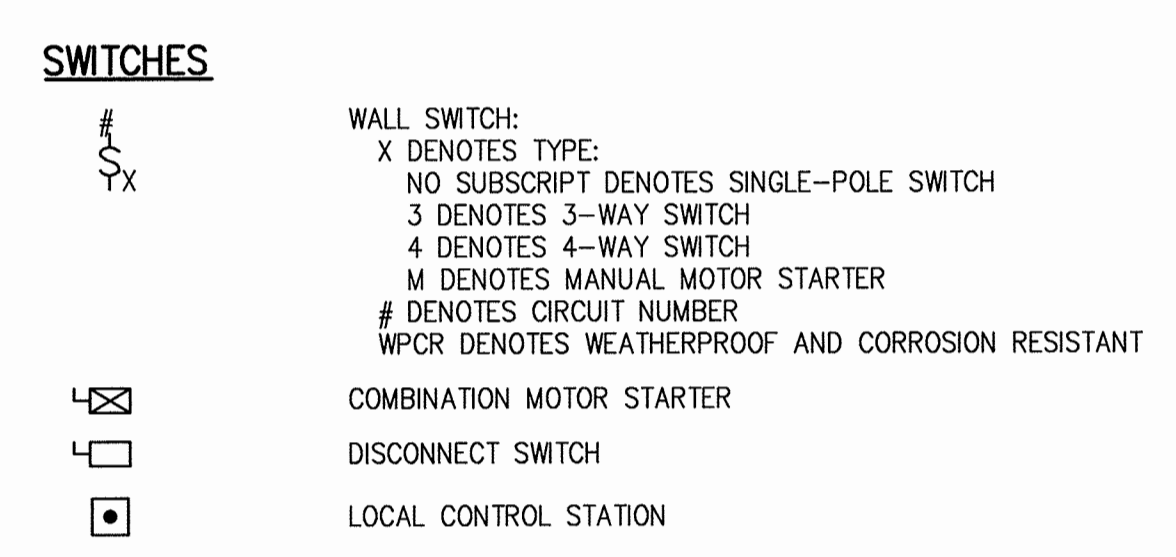 SWITCHES
#
S
X
WALL SWITCH:
X DENOTES TYPE:
NO SUBSCRIPT DENOTES SINGLE-POLE SWITCH
3 DENOTES 3-WAY SWITCH
4 DENOTES 4-WAY SWITCH
M DENOTES MANUAL MOTOR STARTER
# DENOTES CIRCUIT NUMBER
WPCR DENOTES WEATHERPROOF AND CORROSION RESISTANT
COMBINATION MOTOR STARTER
DISCONNECT SWITCH
LOCAL CONTROL STATION